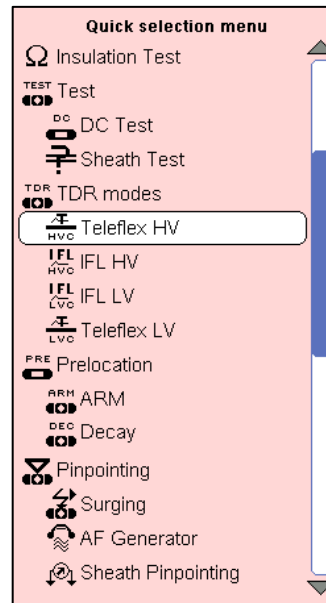 Quick selection menu
Ω Insulation Test
TEST Test
DC DC Test
Sheath Test
TDR TDR modes
HVC Teleflex HV
IFL HVC IFL HV
IFL LVC IFL LV
LVC Teleflex LV
PRE Prelocation
ARM ARM
DEC Decay
Pinpointing
Surging
AF Generator
Sheath Pinpointing